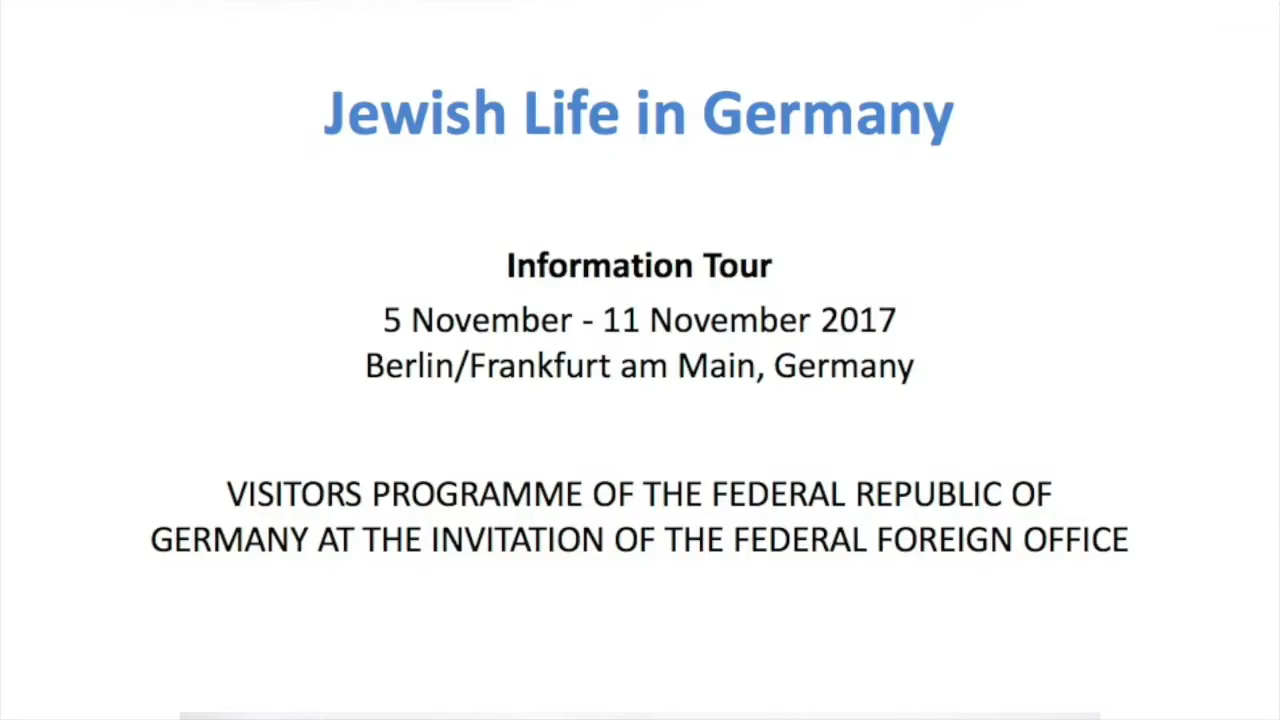 Jewish Life in Germany
Information Tour
5 November - 11 November 2017
Berlin/Frankfurt am Main, Germany
VISITORS PROGRAMME OF THE FEDERAL REPUBLIC OF
GERMANY AT THE INVITATION OF THE FEDERAL FOREIGN OFFICE